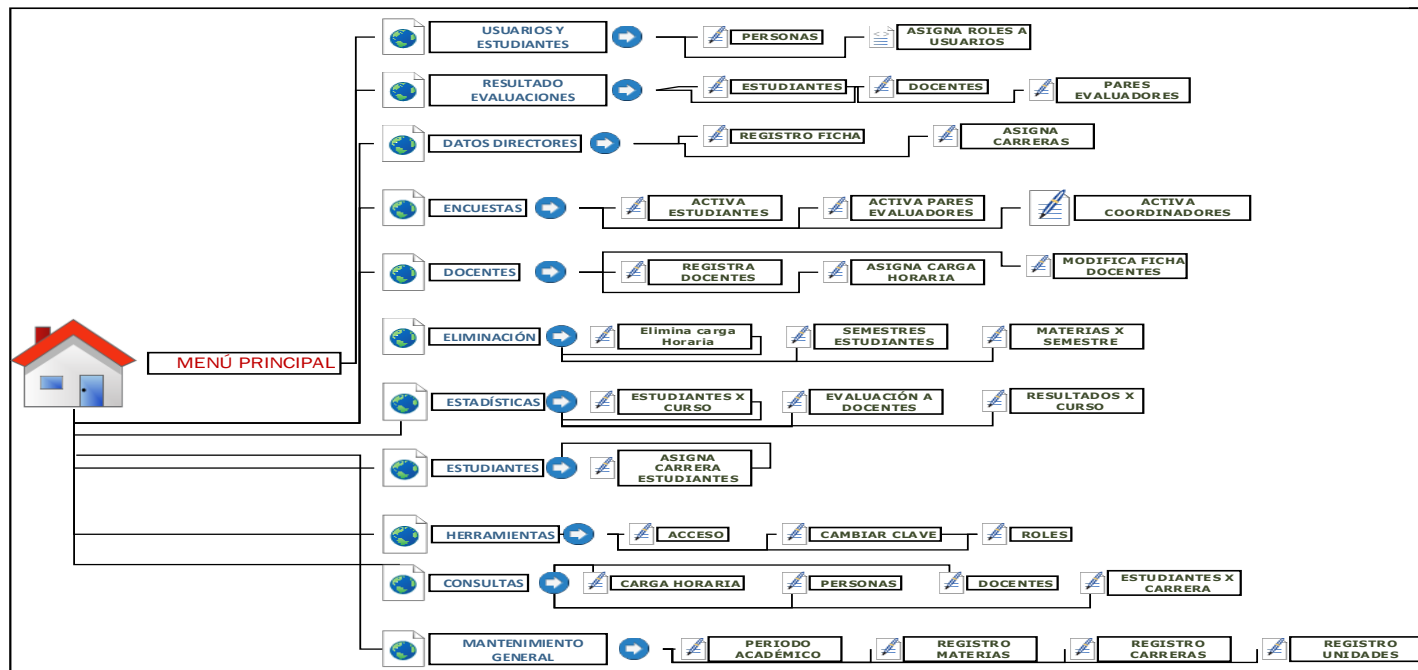 USUARIOS Y
ESTUDIANTES
PERSONAS
ASIGNA ROLES A
USUARIOS
RESULTADO
EVALUACIONES
ESTUDIANTES
DOCENTES
PARES
EVALUADORES
DATOS DIRECTORES
REGISTRO FICHA
ASIGNA
CARRERAS
ENCUESTAS
ACTIVA
ESTUDIANTES
ACTIVA PARES
EVALUADORES
ACTIVA
COORDINADORES
DOCENTES
REGISTRA
DOCENTES
ASIGNA CARGA
HORARIA
MODIFICA FICHA
DOCENTES
MENÚ PRINCIPAL
ELIMINACIÓN
Elimina carga
Horaria
SEMESTRES
ESTUDIANTES
MATERIAS X
SEMESTRE
ESTADÍSTICAS
ESTUDIANTES X
CURSO
EVALUACIÓN A
DOCENTES
RESULTADOS X
CURSO
ESTUDIANTES
ASIGNA
CARRERA
ESTUDIANTES
HERRAMIENTAS
ACCESO
CAMBIAR CLAVE
ROLES
CONSULTAS
CARGA HORARIA
PERSONAS
DOCENTES
ESTUDIANTES X
CARRERA
MANTENIMIENTO
GENERAL
PERIODO
ACADÉMICO
REGISTRO
MATERIAS
REGISTRO
CARRERAS
REGISTRO
UNIDADES